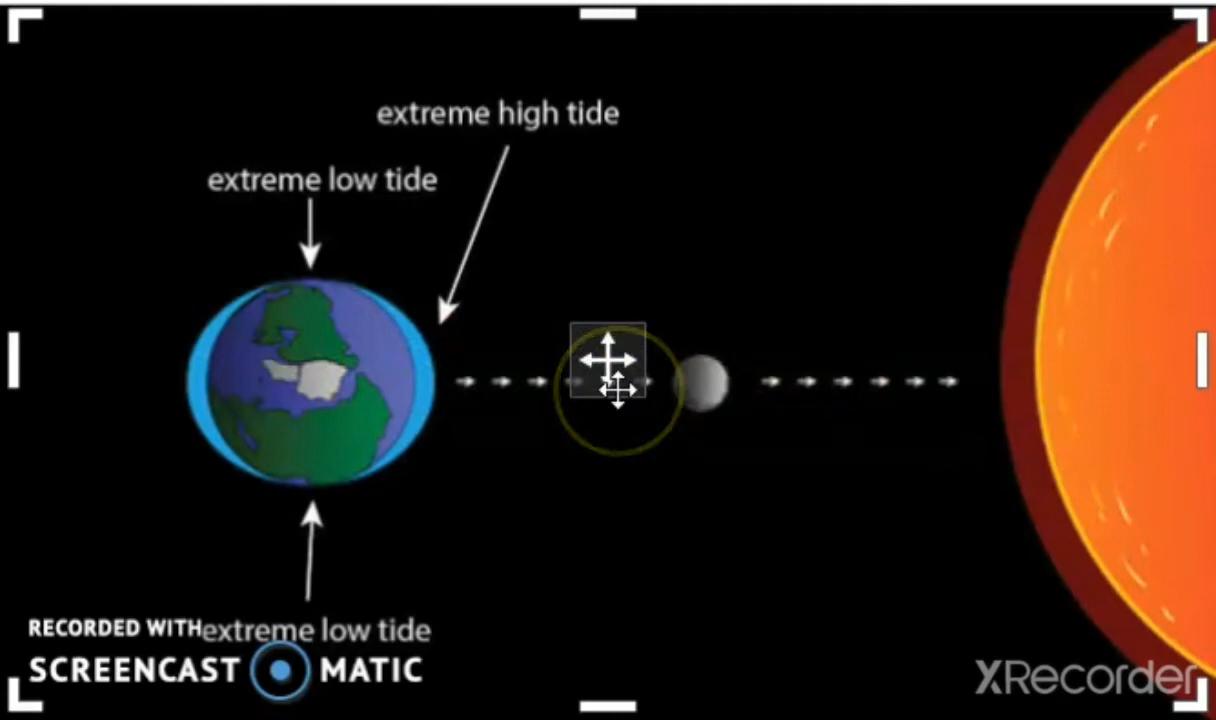 extreme high tide
extreme low tide
extreme low tide
RECORDED WITH
SCREENCAST MATIC
XRecorder